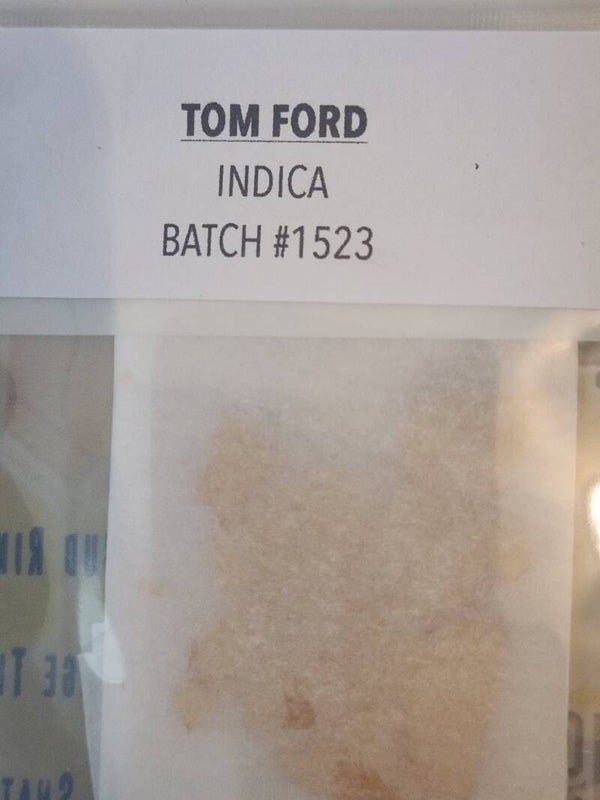 TOM FORD
INDICA
BATCH #1523